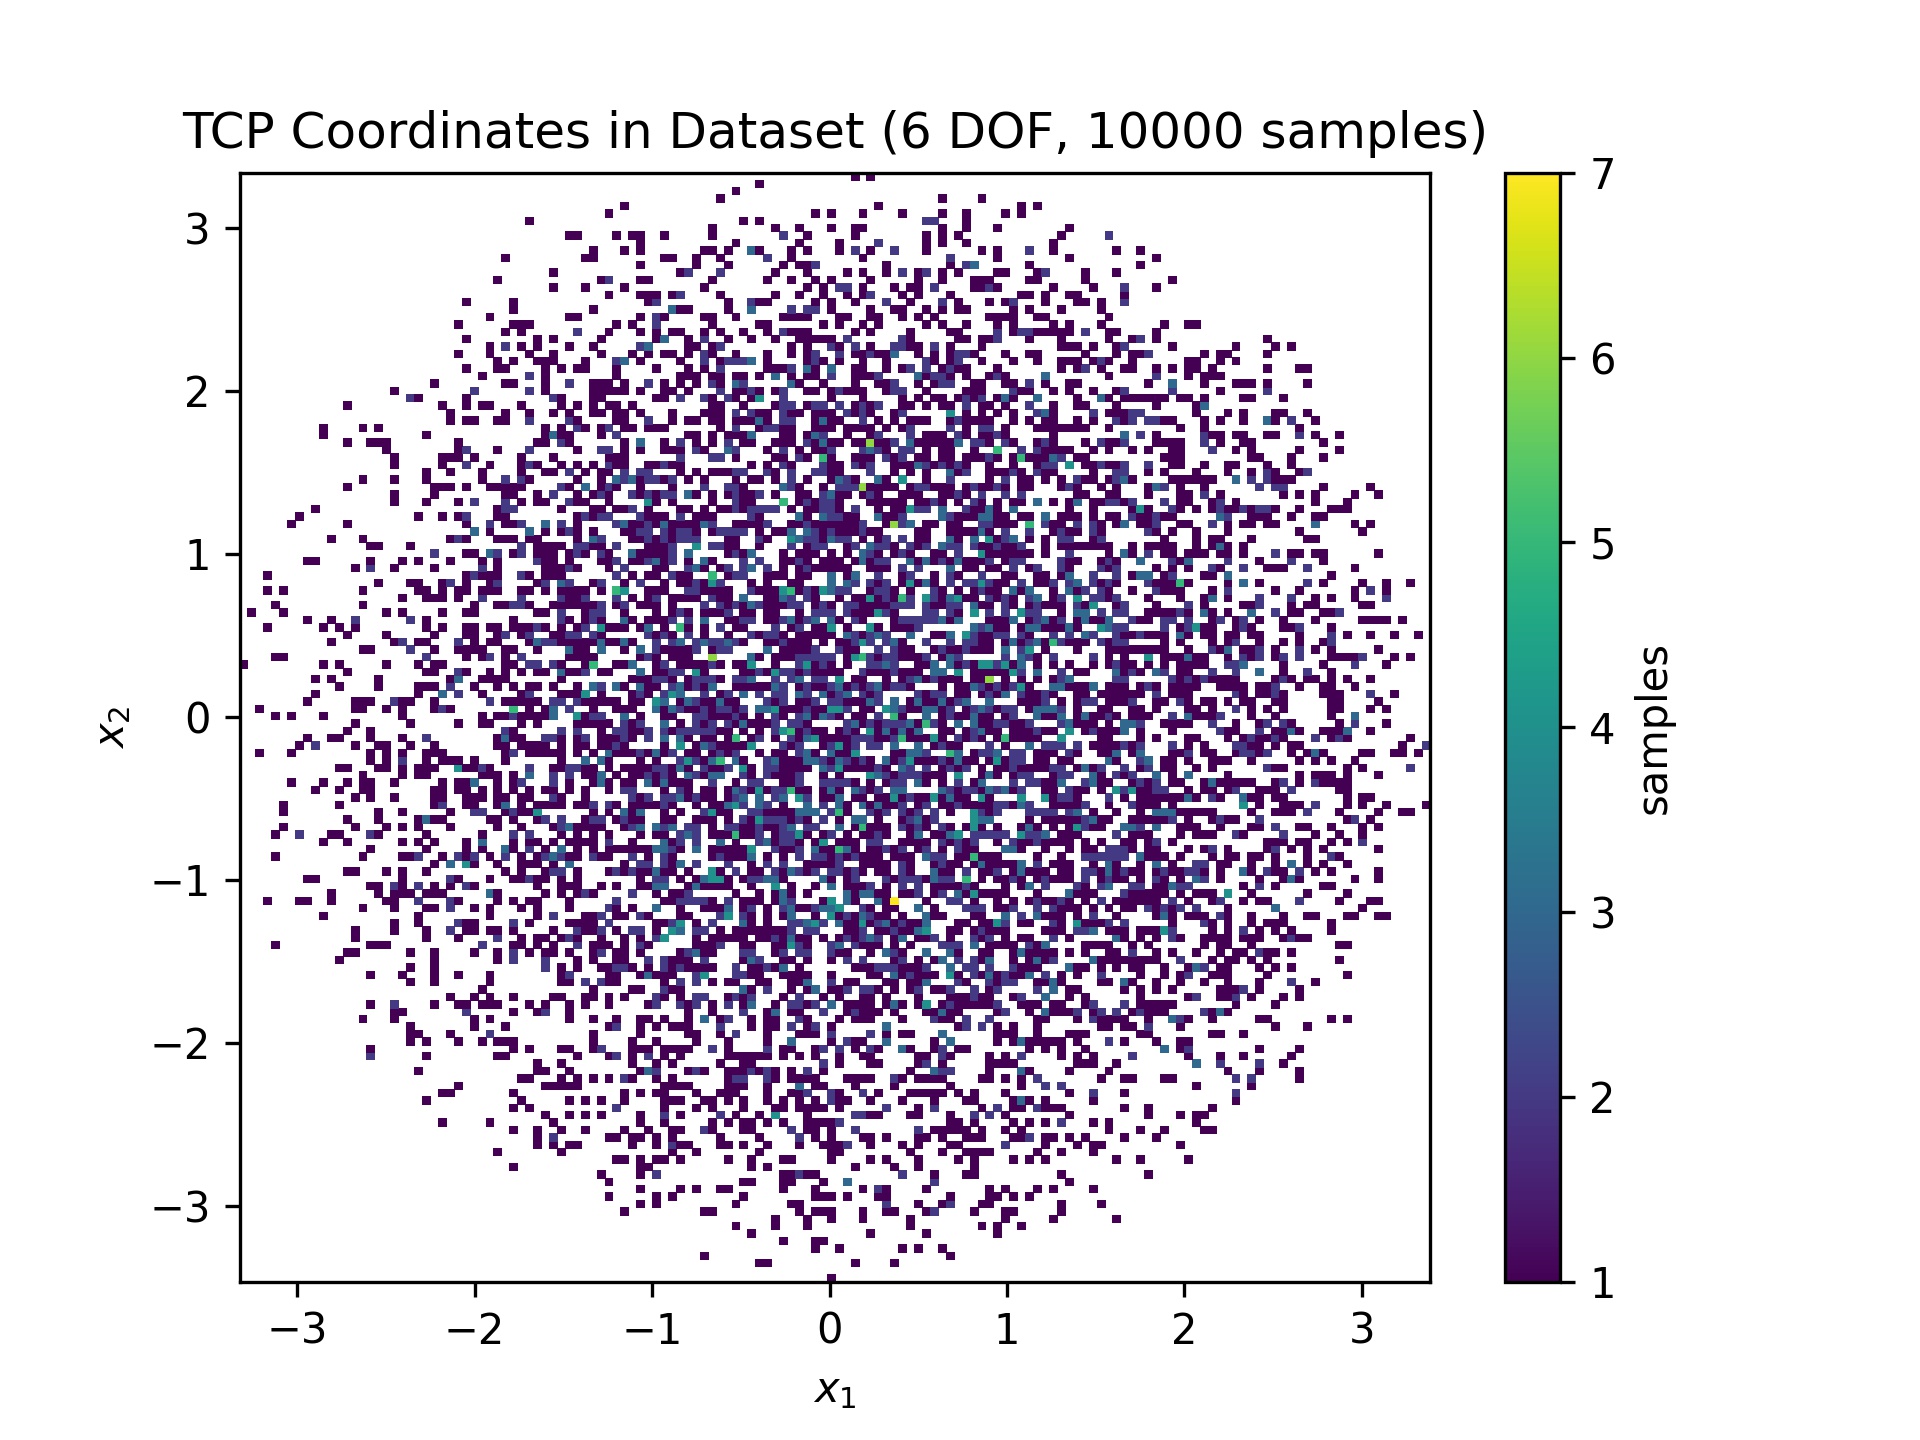 TCP Coordinates in Dataset (6 DOF, 10000 samples)
3
2
1
0
−1
−2
−3
x₂
−3 −2 −1 0 1 2 3
x₁
7
6
5
4
3
2
1
samples